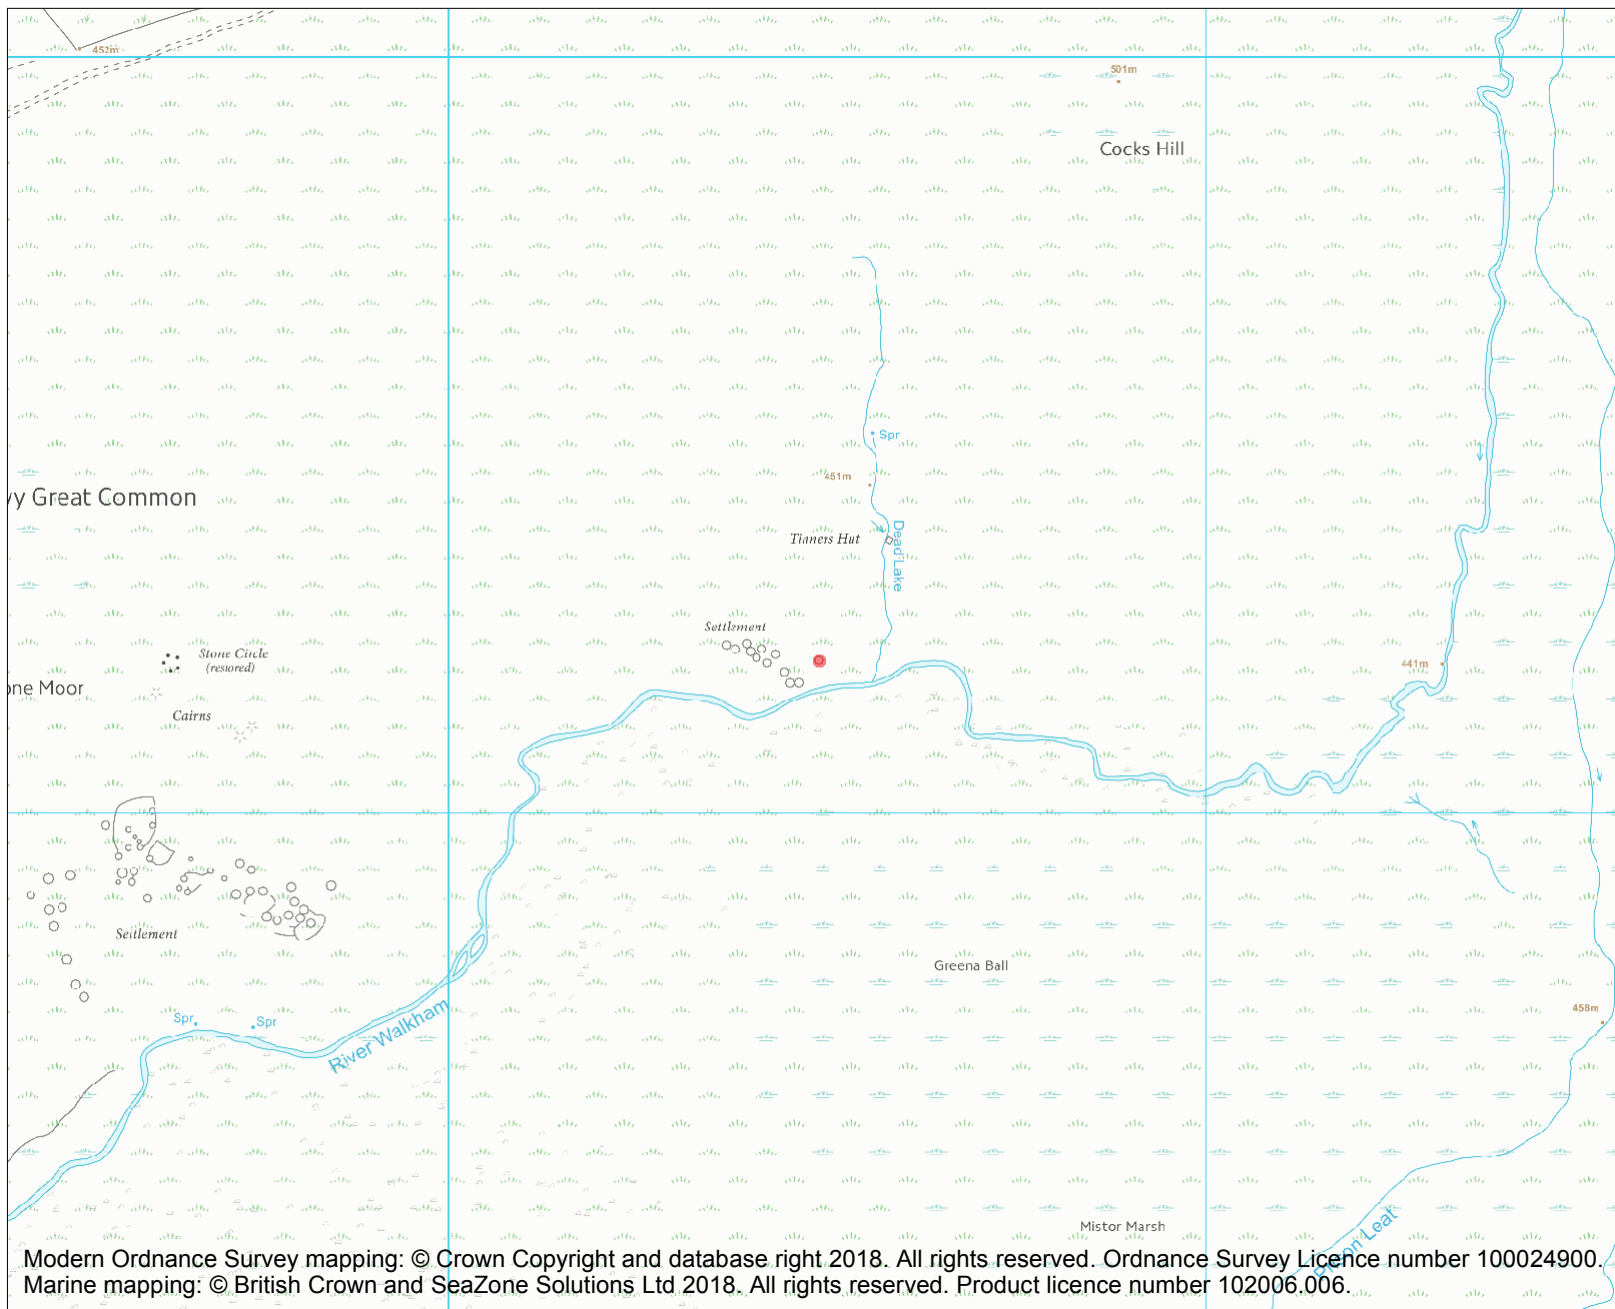 452m
501m
Cocks Hill
Spr
451m
vy Great Common
Tinners Hut
Dead Lake
Settlement
Stone Circle
(restored)
441m
one Moor
Cairns
Settlement
Greena Ball
458m
Spr
Spr
River Walkham
Mistor Marsh
Prison Leat
Modern Ordnance Survey mapping: © Crown Copyright and database right 2018. All rights reserved. Ordnance Survey Licence number 100024900.
Marine mapping: © British Crown and SeaZone Solutions Ltd 2018. All rights reserved. Product licence number 102006.006.